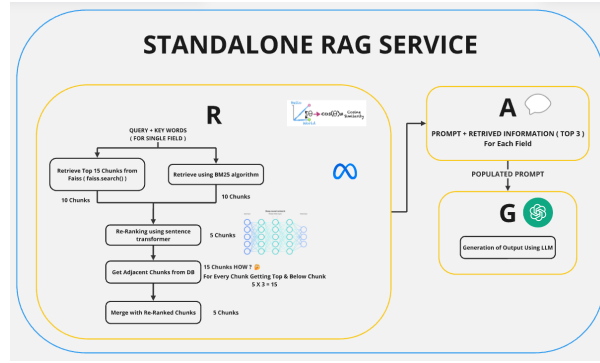 STANDALONE RAG SERVICE
R
cos(θ)= Cosine Similarity
QUERY + KEY WORDS
( FOR SINGLE FIELD )
Retrieve Top 15 Chunks from
Faiss ( faiss.search() )
Retrieve using BM25 algorithm
10 Chunks
10 Chunks
Re-Ranking using sentence
transformer
5 Chunks
Get Adjacent Chunks from DB
15 Chunks HOW ? 🤔
For Every Chunk Getting Top & Below Chunk
5 X 3 = 15
Merge with Re-Ranked Chunks
5 Chunks
A
PROMPT + RETRIVED INFORMATION ( TOP 3 )
For Each Field
POPULATED PROMPT
G
Generation of Output Using LLM